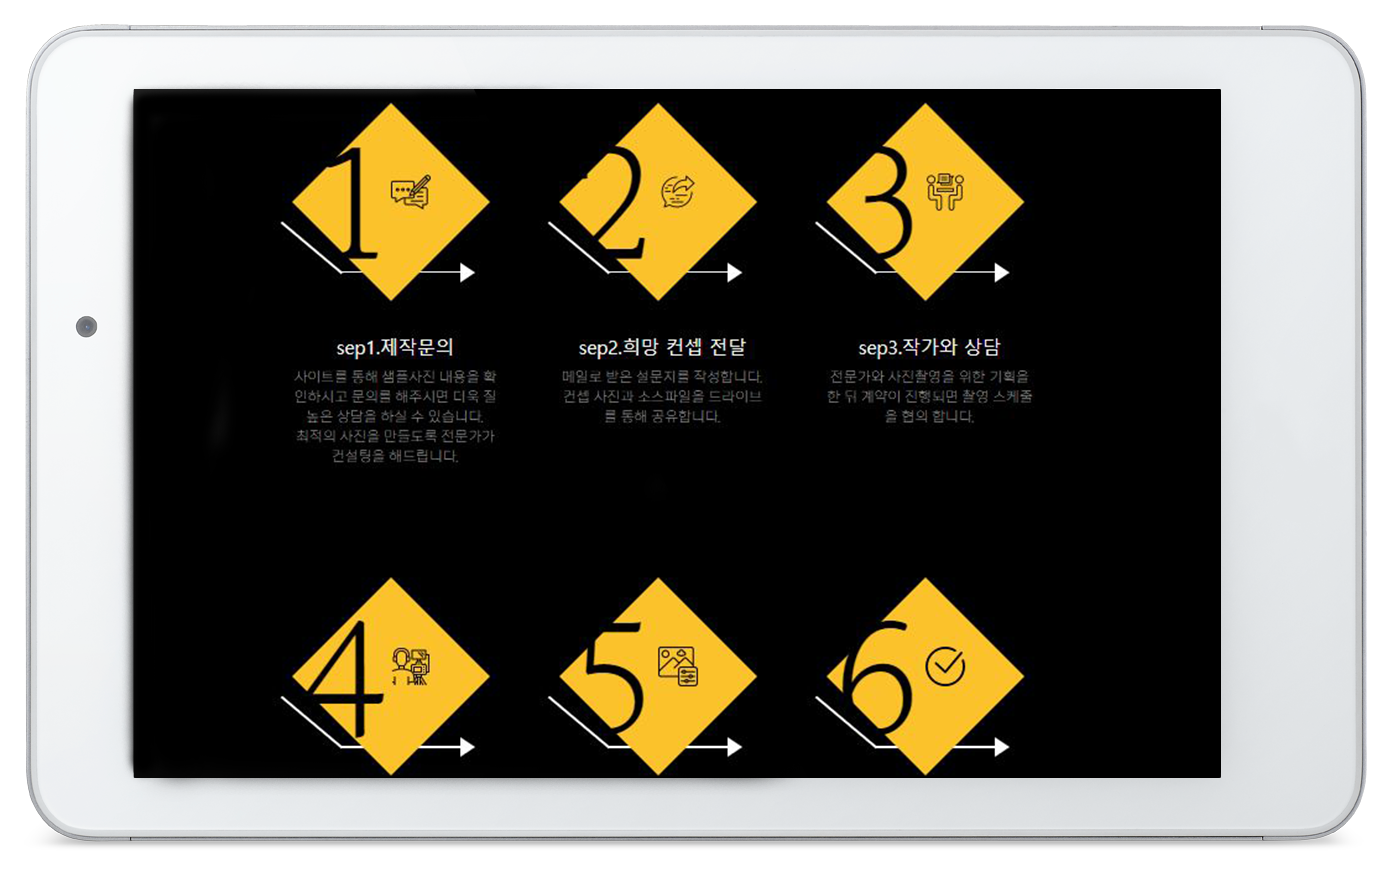 1
2
3
sep1.제작문의
사이트를 통해 샘플사진 내용을 확
인하시고 문의를 해주시면 더욱 질
높은 상담을 하실 수 있습니다.
최적의 사진을 만들도록 전문가가
컨설팅을 해드립니다.
sep2.희망 컨셉 전달
메일로 받은 설문지를 작성합니다.
컨셉 사진과 소스파일을 드라이브
를 통해 공유합니다.
sep3.작가와 상담
전문가와 사진촬영을 위한 기획을
한 뒤 계약이 진행되면 촬영 스케줄
을 협의 합니다.
4
5
6